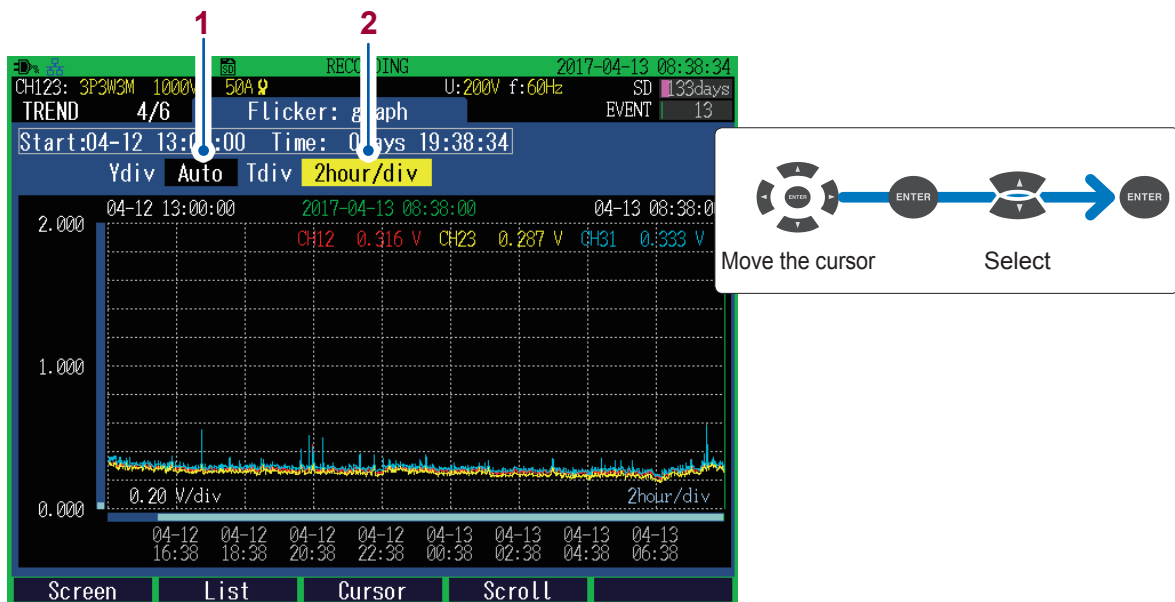 1 2
SD RECORDING 2017-04-13 08:38:34
CH123: 3P3W3M 1000V 50A U:200V f:60Hz SD 133days
TREND 4/6 Flicker: graph EVENT 13
Start:04-12 13:00:00 Time: 0days 19:38:34
Ydiv Auto Tdiv 2hour/div
04-12 13:00:00 2017-04-13 08:38:00 04-13 08:38:0
2.000
CH12 0.316 V CH23 0.287 V CH31 0.333 V
1.000
0.20 V/div 2hour/div
0.000
04-12 04-12 04-12 04-12 04-13 04-13 04-13 04-13
16:38 18:38 20:38 22:38 00:38 02:38 04:38 06:38
Screen List Cursor Scroll
ENTER ENTER ENTER
Move the cursor Select